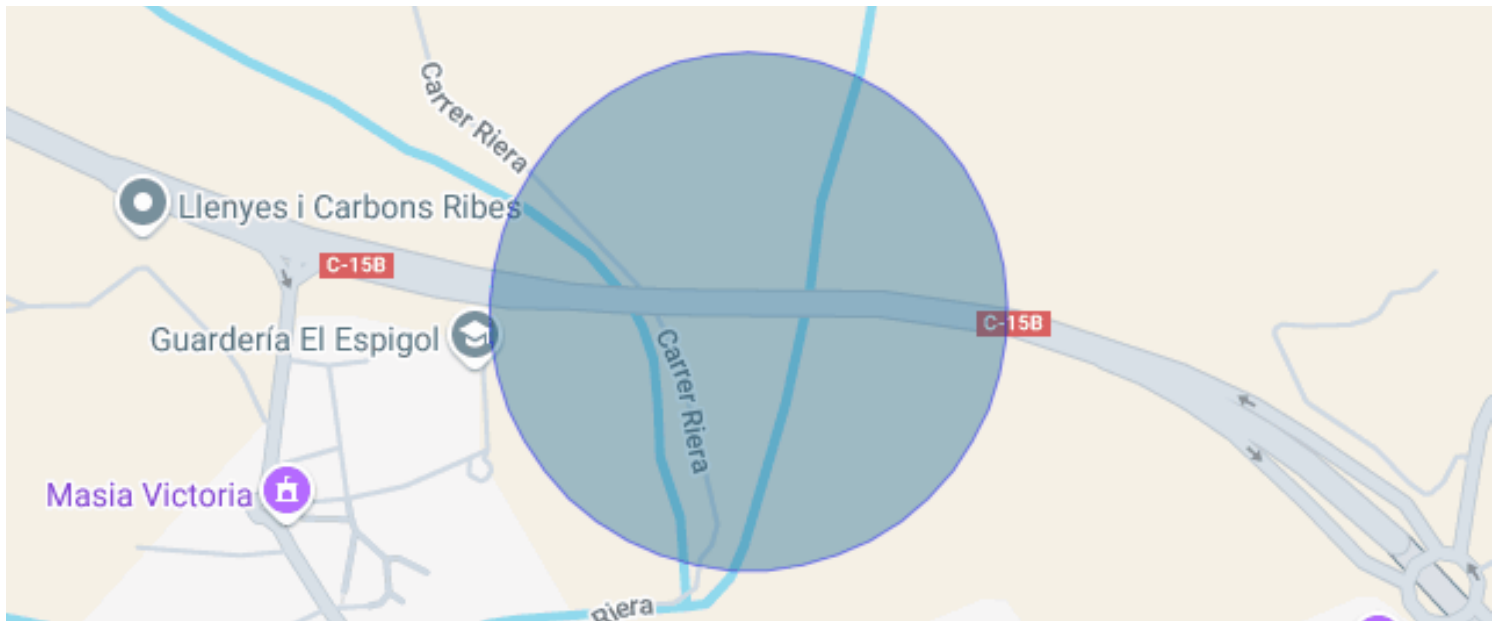 Carrer Riera
Llenyes i Carbons Ribes
C-15B
C-15B
Guardería El Espigol
Carrer Riera
Masia Victoria
Riera